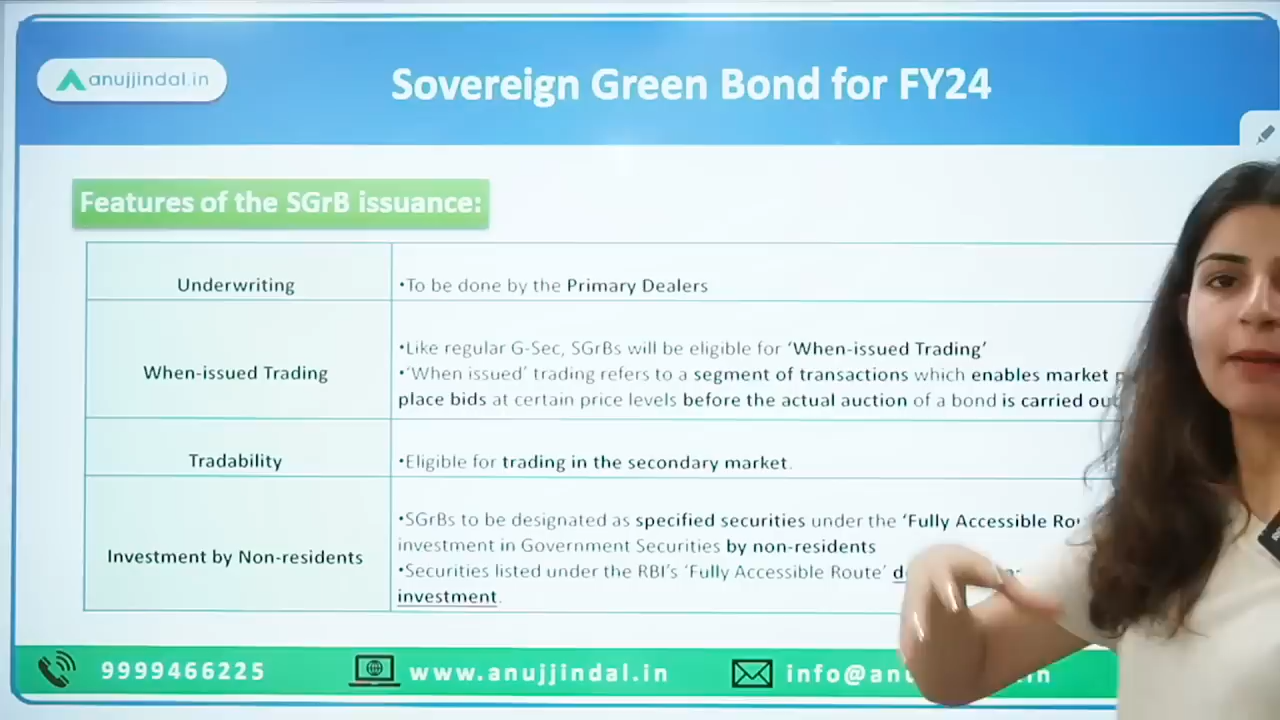 anujjindal.in
Sovereign Green Bond for FY24
Features of the SGrB issuance:
Underwriting
•To be done by the Primary Dealers
When-issued Trading
•Like regular G-Sec, SGrBs will be eligible for ‘When-issued Trading’
•‘When issued’ trading refers to a segment of transactions which enables market
place bids at certain price levels before the actual auction of a bond is carried
Tradability
•Eligible for trading in the secondary market.
Investment by Non-residents
•SGrBs to be designated as specified securities under the ‘Fully Accessible
investment in Government Securities by non-residents
•Securities listed under the RBI’s ‘Fully Accessible Route’
investment.
9999466225
www.anujjindal.in